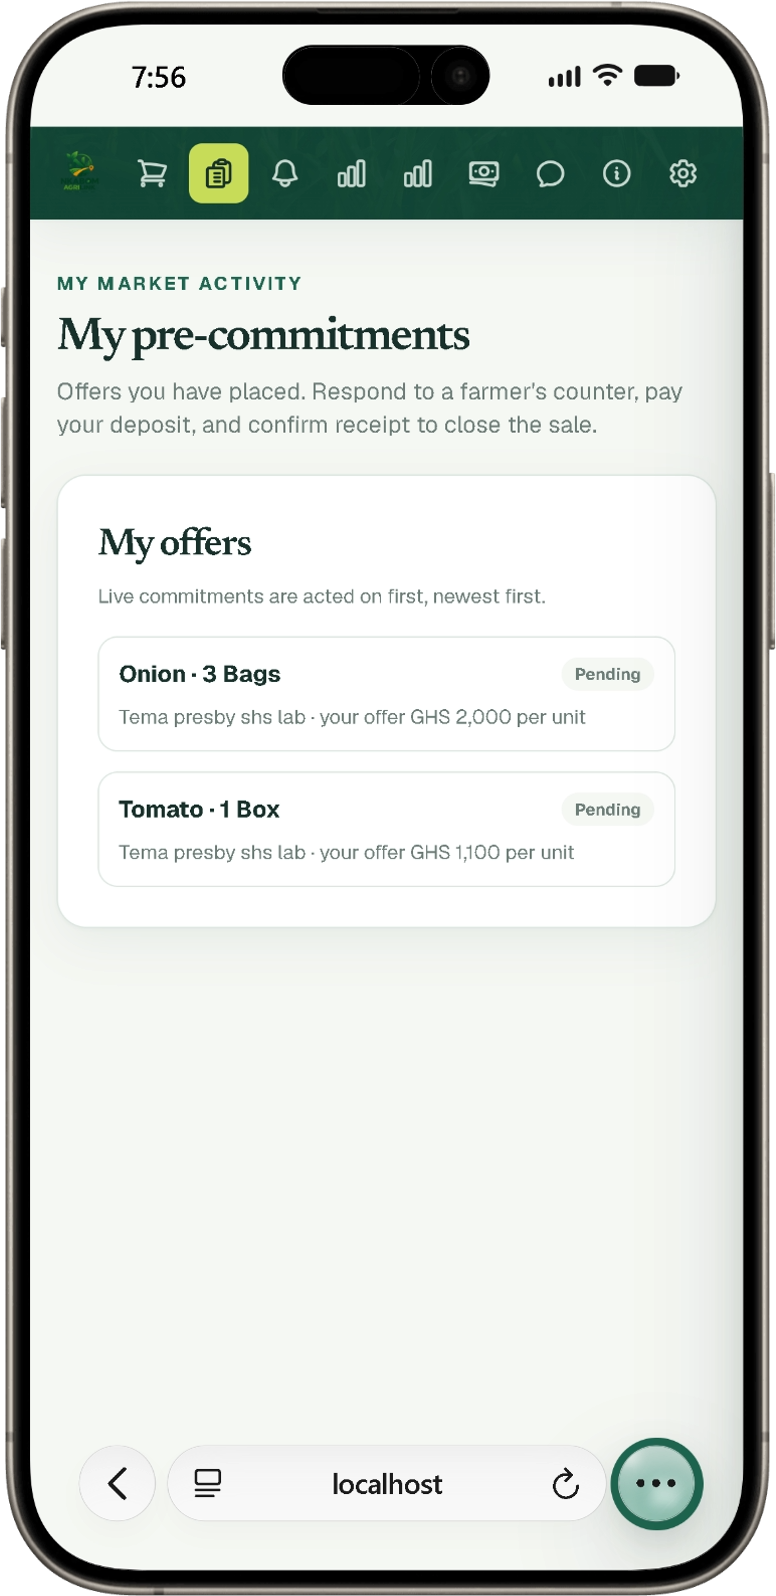 7:56
AGRI
MY MARKET ACTIVITY
My pre-commitments
Offers you have placed. Respond to a farmer's counter, pay
your deposit, and confirm receipt to close the sale.
My offers
Live commitments are acted on first, newest first.
Onion · 3 Bags
Pending
Tema presby shs lab · your offer GHS 2,000 per unit
Tomato · 1 Box
Pending
Tema presby shs lab · your offer GHS 1,100 per unit
localhost